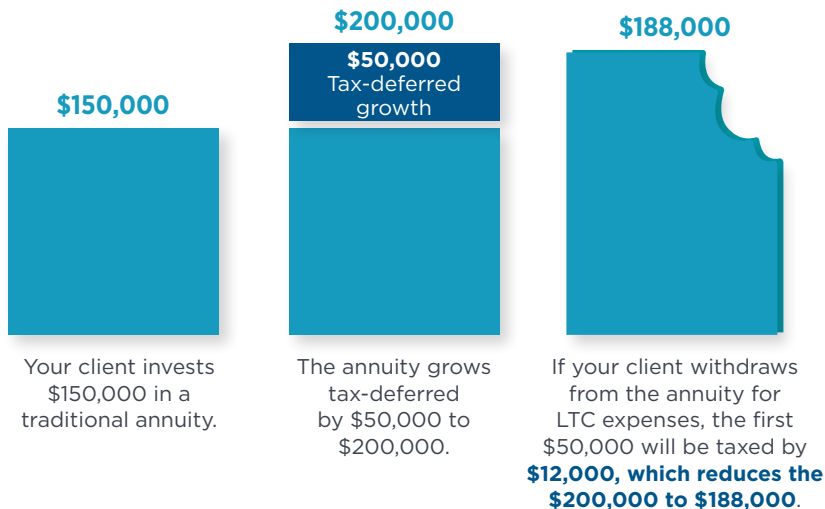 $150,000
Your client invests
$150,000 in a
traditional annuity.
$200,000
$50,000
Tax-deferred
growth
The annuity grows
tax-deferred
by $50,000 to
$200,000.
$188,000
If your client withdraws
from the annuity for
LTC expenses, the first
$50,000 will be taxed by
$12,000, which reduces the
$200,000 to $188,000.